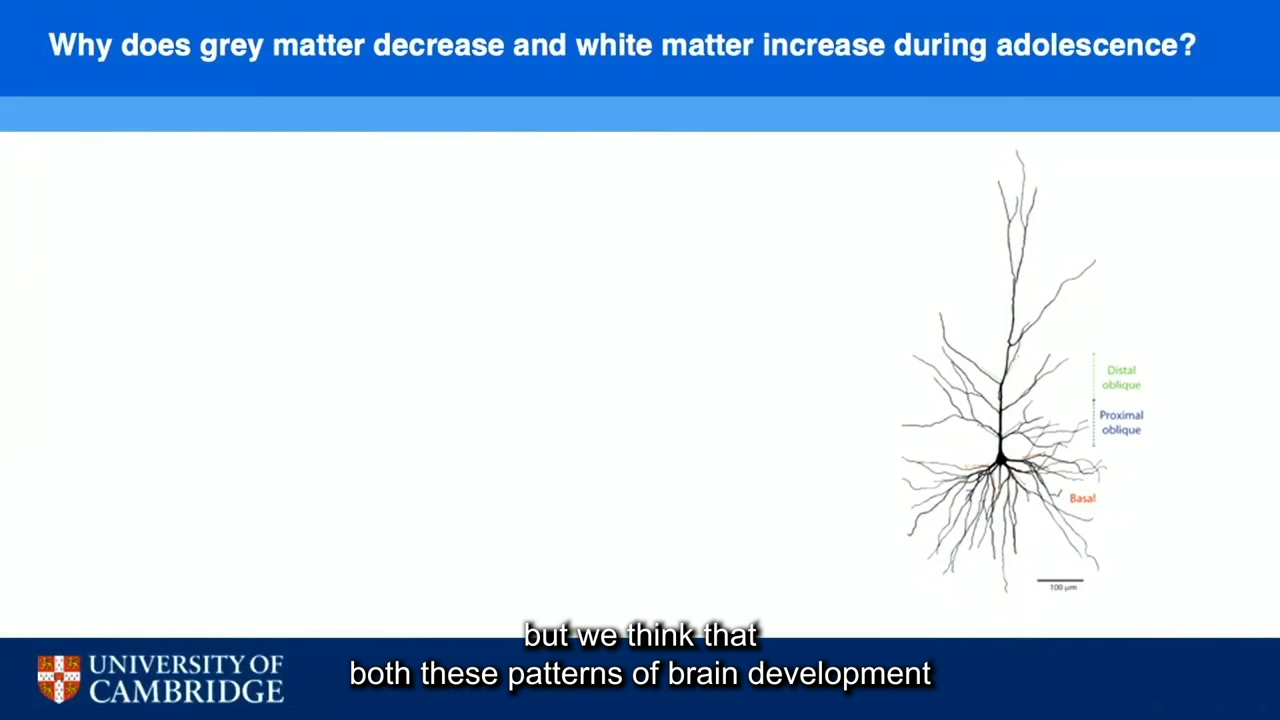 Why does grey matter decrease and white matter increase during adolescence?
Distal
oblique
Proximal
oblique
Basal
100 µm
but we think that
both these patterns of brain development
UNIVERSITY OF
CAMBRIDGE